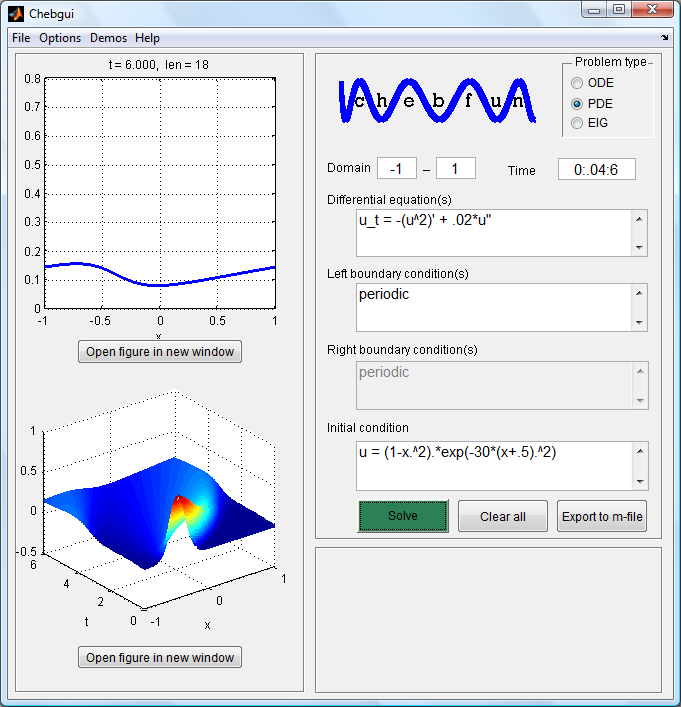 Chebgui
File Options Demos Help
t = 6.000, len = 18
0.8
0.7
0.6
0.5
0.4
0.3
0.2
0.1
0
-1 -0.5 0 0.5 1
x
Open figure in new window
1
0.5
0
-0.5
6
4
2
0
t
-1
0
1
x
Open figure in new window
chebfun
Problem type
ODE
PDE
EIG
Domain -1 – 1 Time 0:.04:6
Differential equation(s)
u_t = -(u^2)' + .02*u"
Left boundary condition(s)
periodic
Right boundary condition(s)
periodic
Initial condition
u = (1-x.^2).*exp(-30*(x+.5).^2)
Solve Clear all Export to m-file